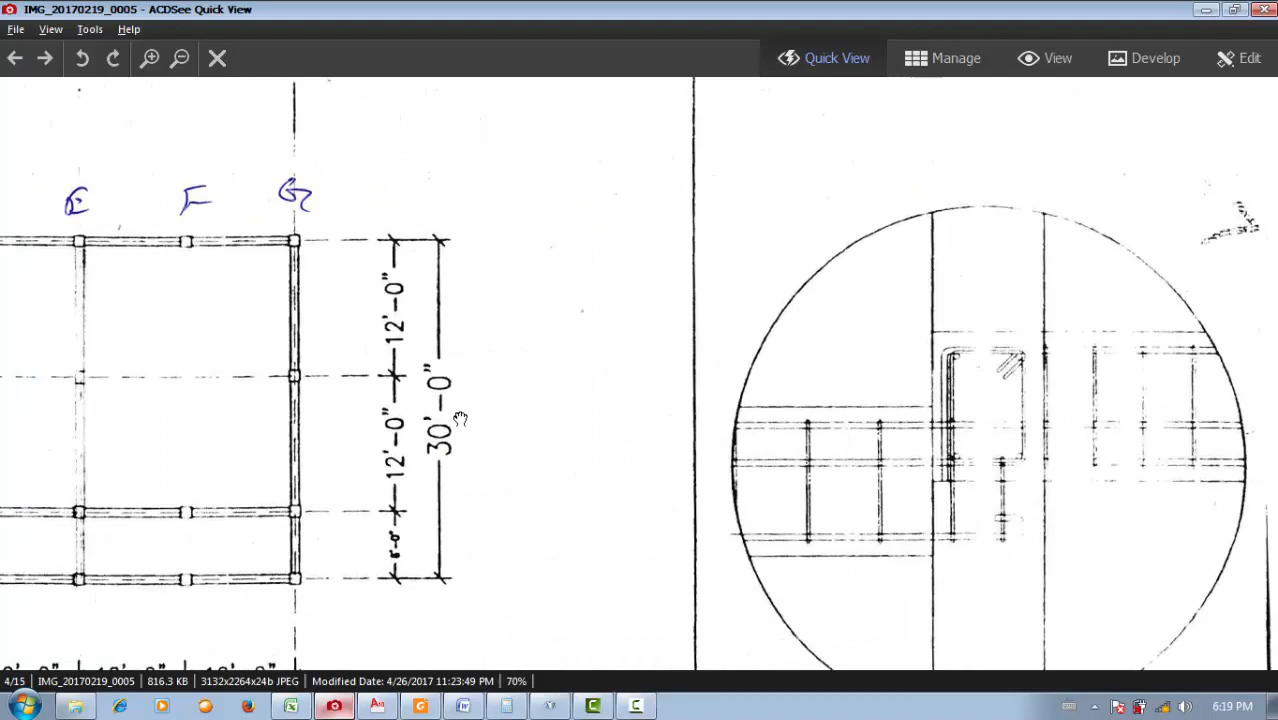 IMG_20170219_0005 - ACDSee Quick View
File View Tools Help
Quick View Manage View Develop Edit
E F G
12'-0"
30'-0"
12'-0"
6'-0"
4/15 IMG_20170219_0005 816.3 KB 3132x2264x24b JPEG Modified Date: 4/26/2017 11:23:49 PM 70%
6:19 PM